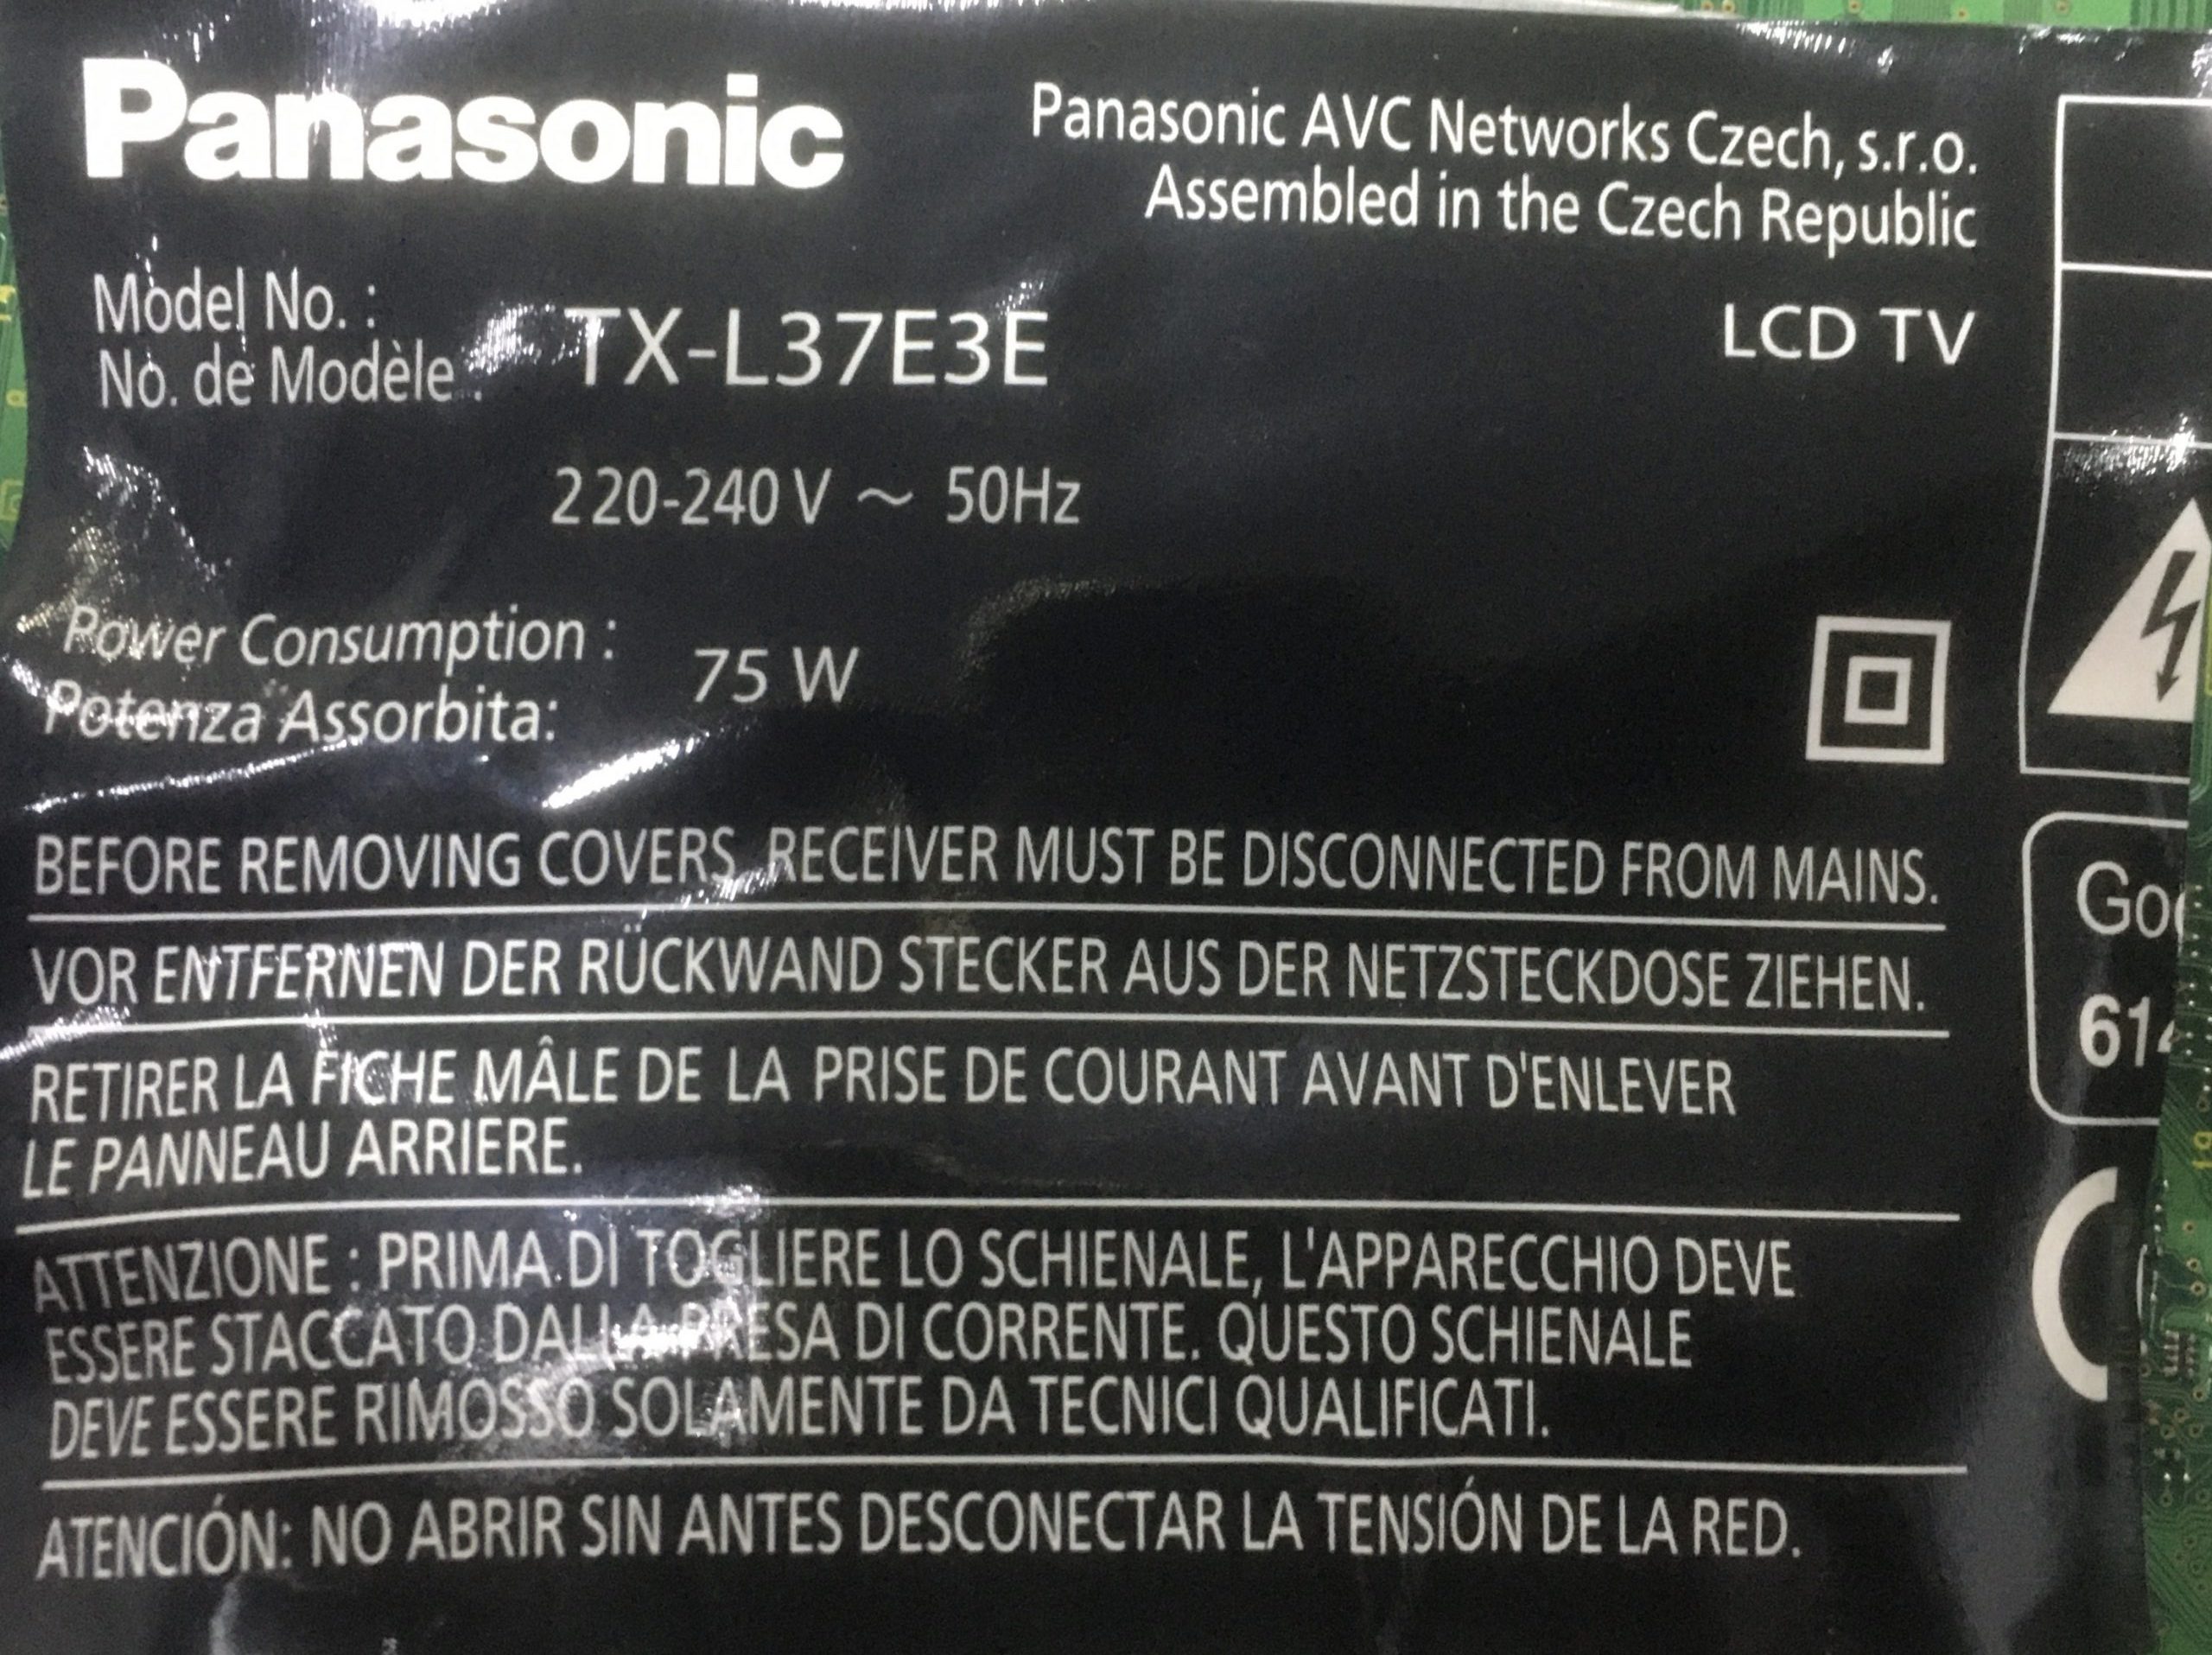 Panasonic
Panasonic AVC Networks Czech, s.r.o.
Assembled in the Czech Republic
Model No. :
No. de Modèle :
TX-L37E3E
LCD TV
220-240 V ~ 50Hz
Power Consumption :
Potenza Assorbita:
75 W
BEFORE REMOVING COVERS, RECEIVER MUST BE DISCONNECTED FROM MAINS.
VOR ENTFERNEN DER RÜCKWAND STECKER AUS DER NETZSTECKDOSE ZIEHEN.
RETIRER LA FICHE MÂLE DE LA PRISE DE COURANT AVANT D'ENLEVER
LE PANNEAU ARRIERE.
ATTENZIONE : PRIMA DI TOGLIERE LO SCHIENALE, L'APPARECCHIO DEVE
ESSERE STACCATO DALLA PRESA DI CORRENTE. QUESTO SCHIENALE
DEVE ESSERE RIMOSSO SOLAMENTE DA TECNICI QUALIFICATI.
ATENCIÓN: NO ABRIR SIN ANTES DESCONECTAR LA TENSIÓN DE LA RED.